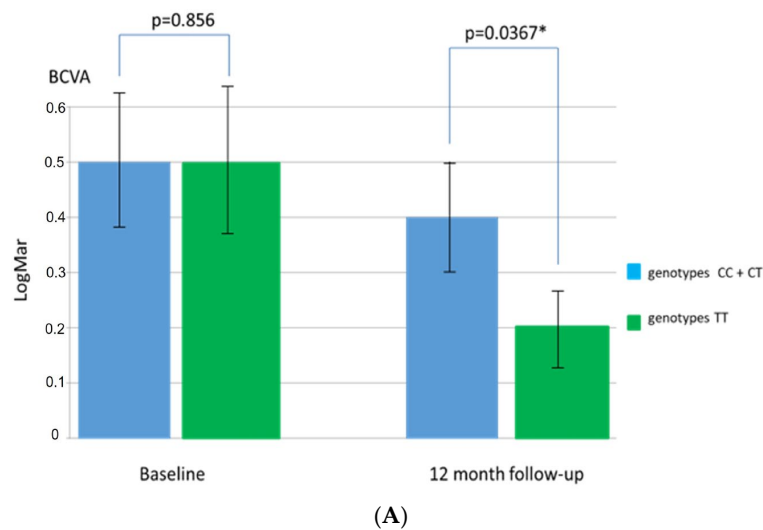 p=0.856
p=0.0367*
BCVA
0.6
0.5
0.4
0.3
0.2
0.1
0
LogMar
genotypes CC + CT
genotypes TT
Baseline
12 month follow-up
(A)